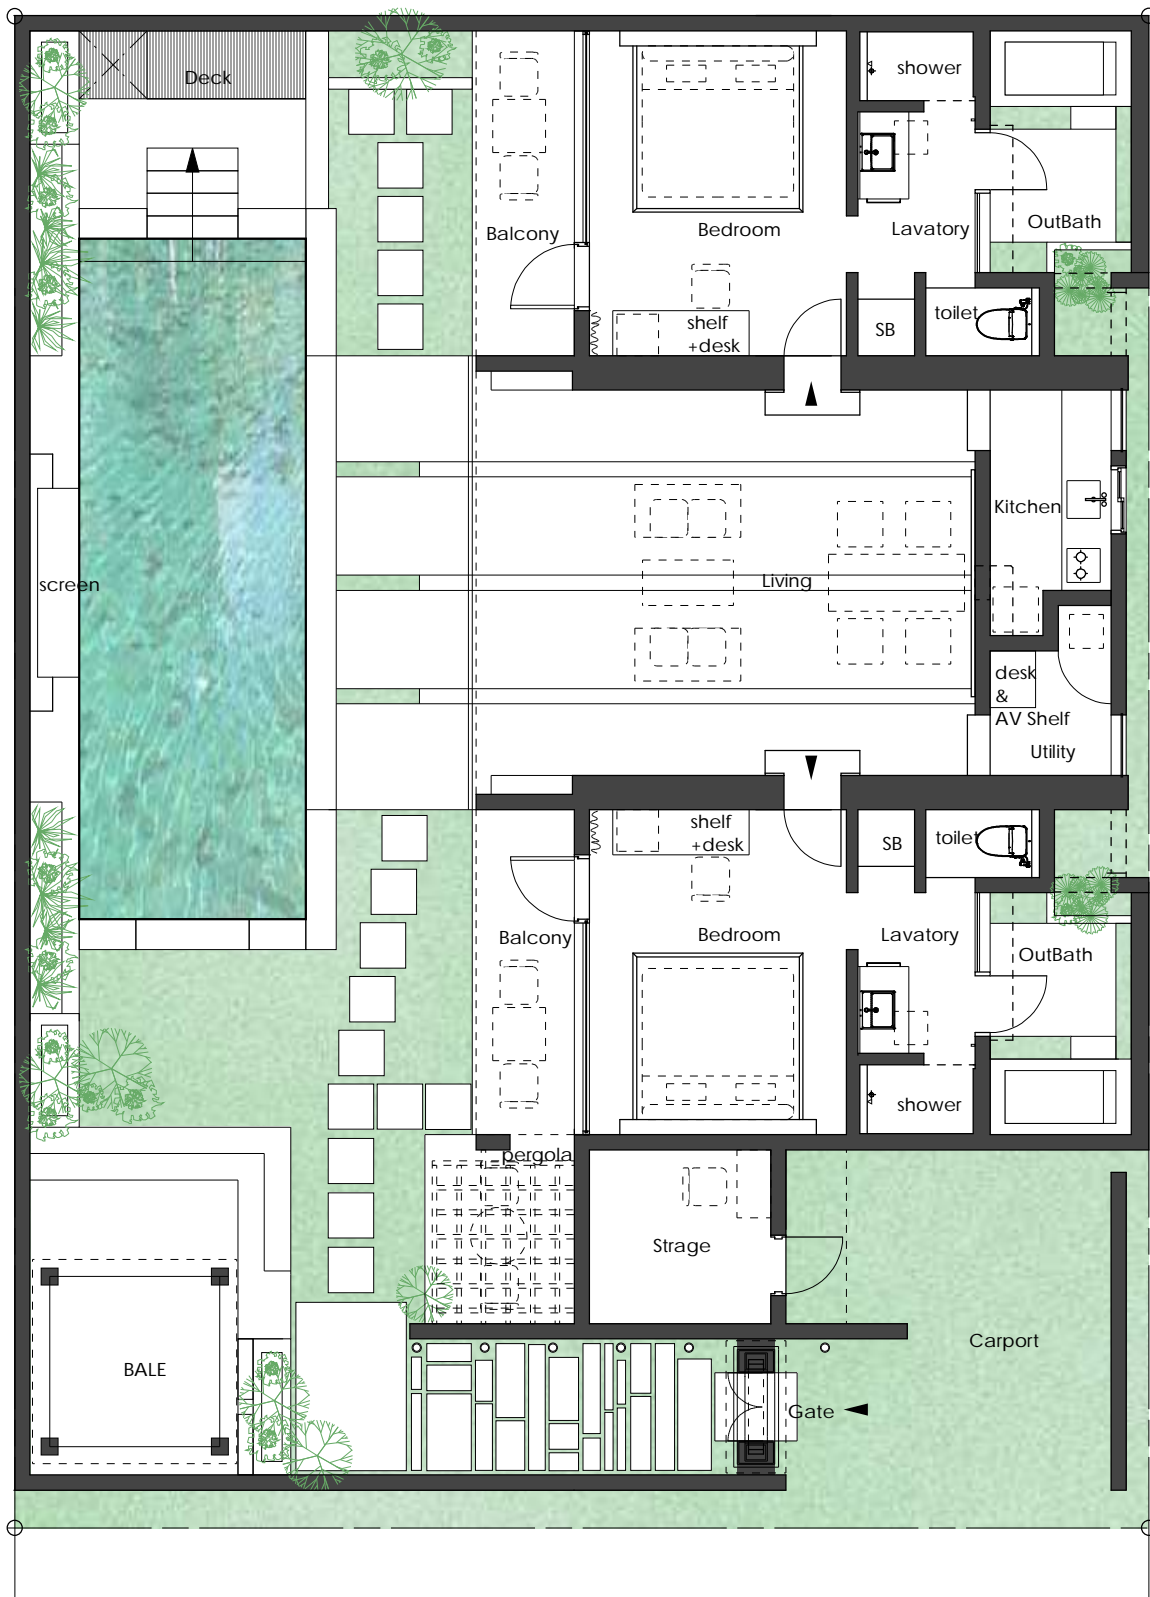 Deck
shower
Balcony
Bedroom
Lavatory
OutBath
shelf
+desk
SB
toilet
Kitchen
screen
Living
desk
&
AV Shelf
Utility
shelf
+desk
SB
toilet
Balcony
Bedroom
Lavatory
OutBath
shower
pergola
Strage
Carport
BALE
Gate